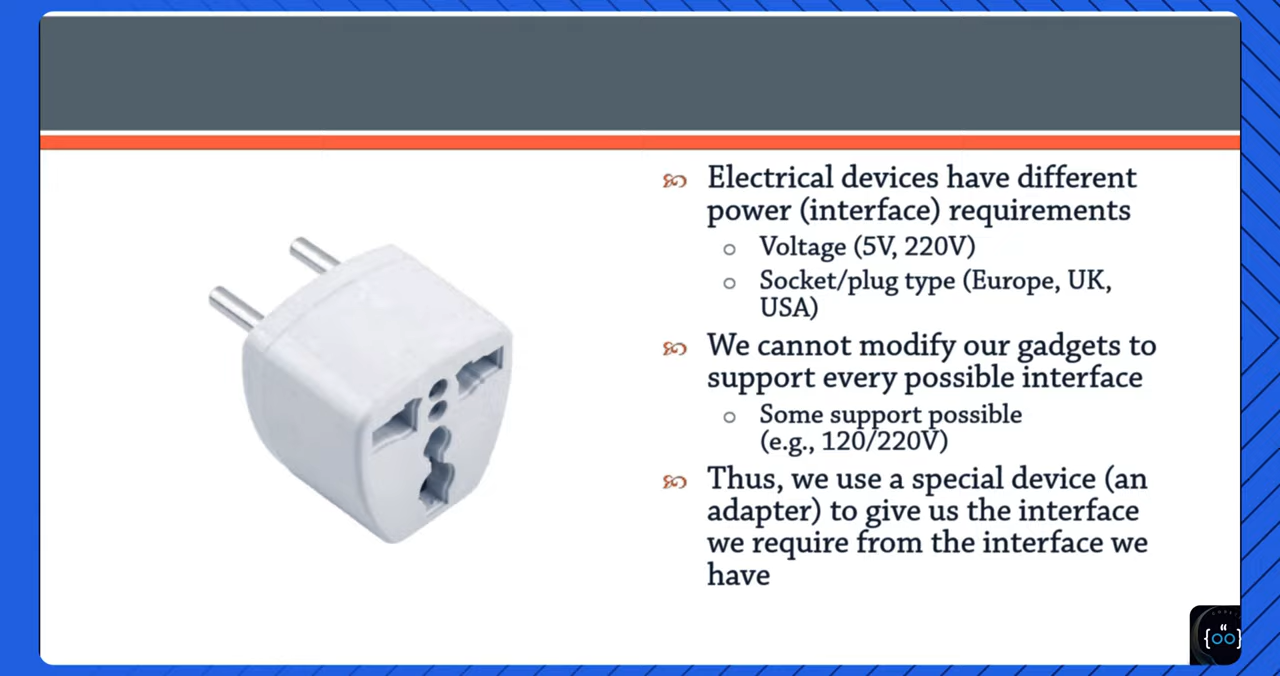 Electrical devices have different
power (interface) requirements
Voltage (5V, 220V)
Socket/plug type (Europe, UK,
USA)
We cannot modify our gadgets to
support every possible interface
Some support possible
(e.g., 120/220V)
Thus, we use a special device (an
adapter) to give us the interface
we require from the interface we
have